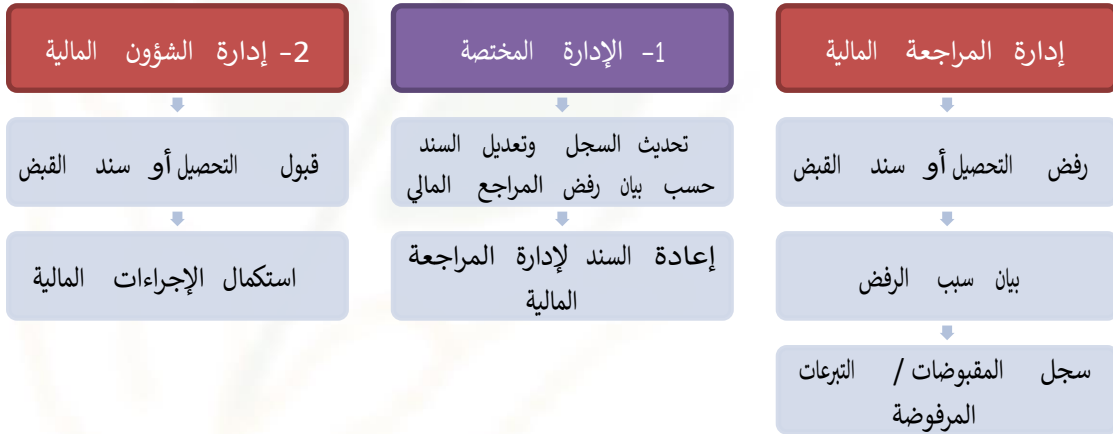 إدارة المراجعة المالية
رفض التحصيل أو سند القبض
بيان سبب الرفض
سجل المقبوضات / التبرعات
المرفوضة
1- الإدارة المختصة
تحديث السجل وتعديل السند
حسب بيان رفض المراجع المالي
إعادة السند لإدارة المراجعة
المالية
2- إدارة الشؤون المالية
قبول التحصيل أو سند القبض
استكمال الإجراءات المالية